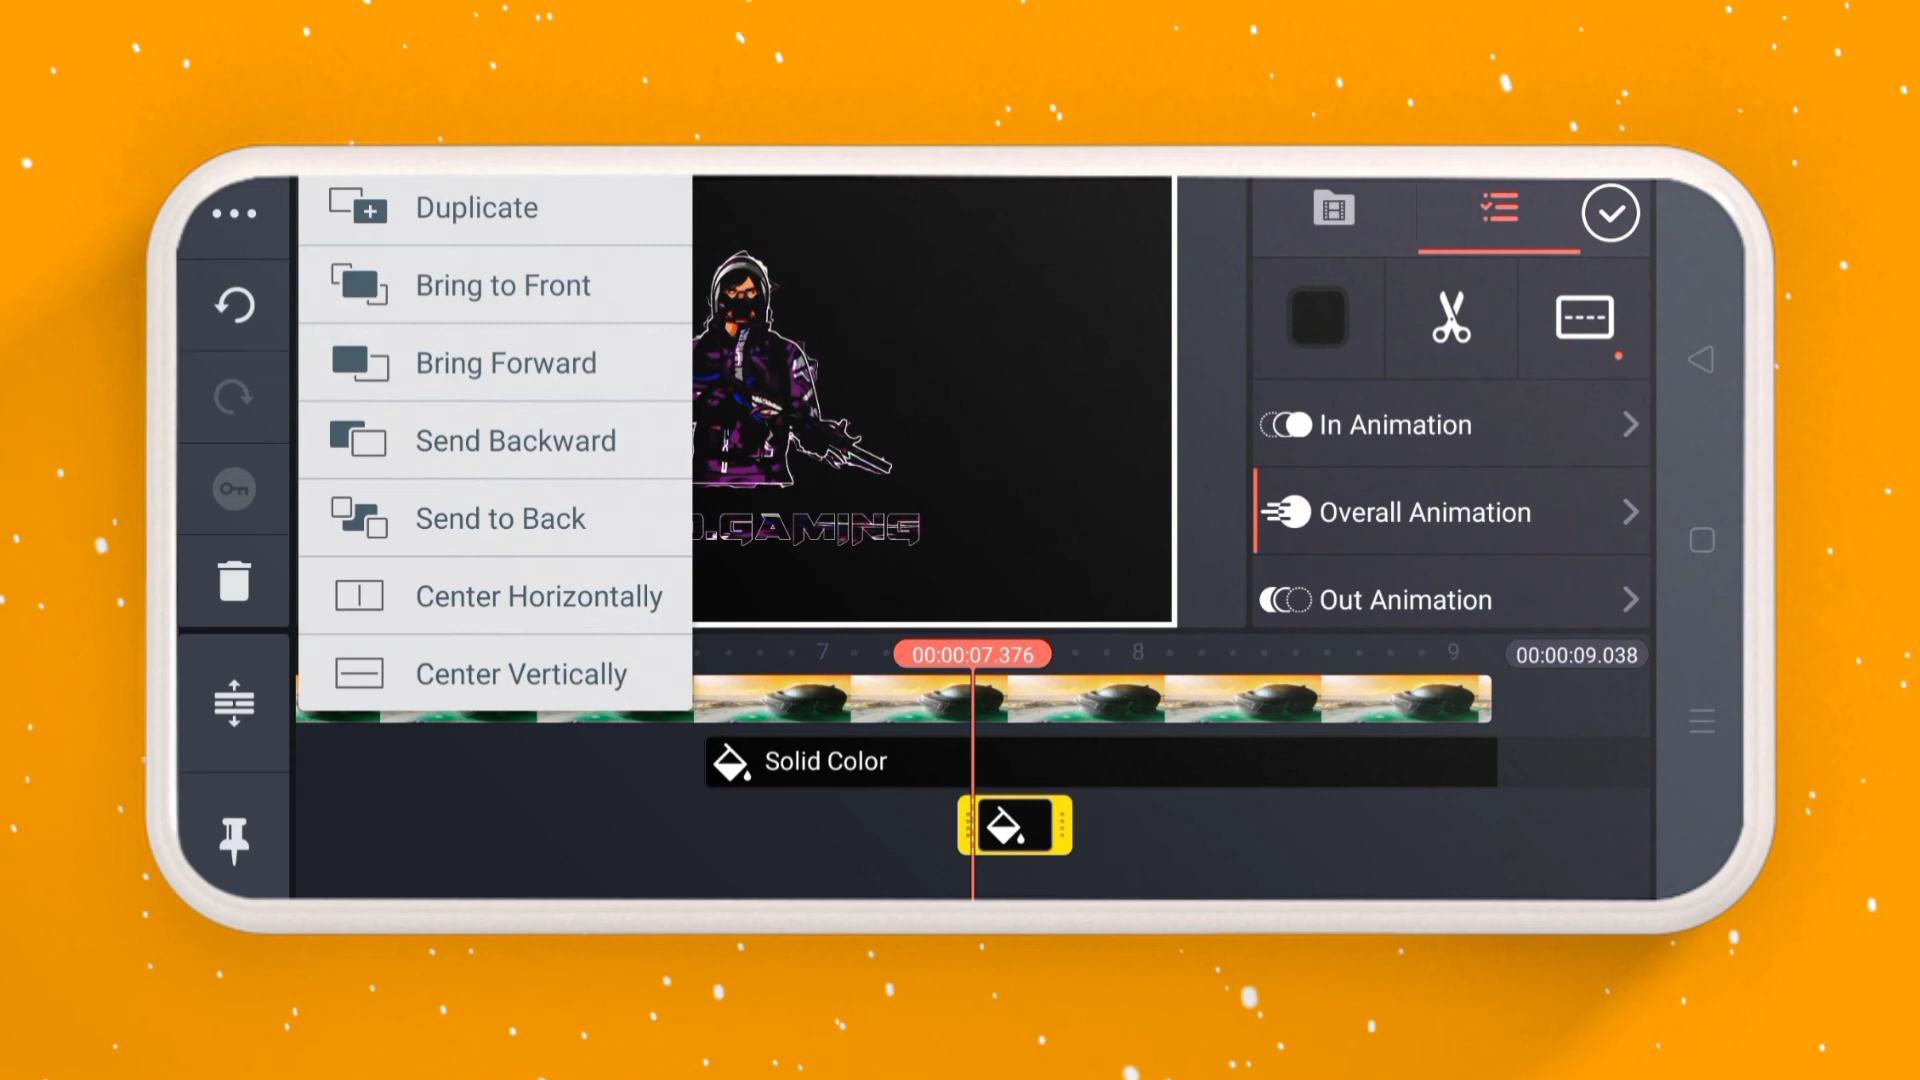 Duplicate
Bring to Front
Bring Forward
Send Backward
Send to Back
Center Horizontally
Center Vertically
.GAMING
In Animation
Overall Animation
Out Animation
7
00:00:07.376
8
9
00:00:09.038
Solid Color